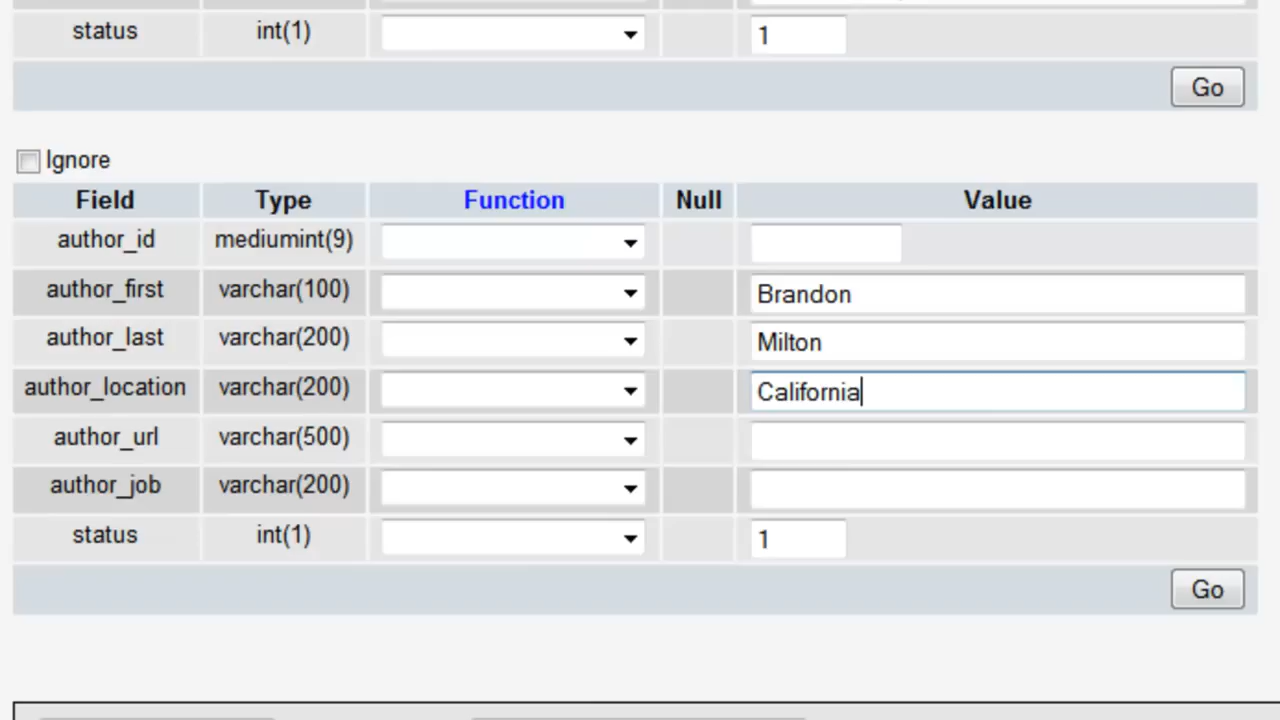 status int(1) 1
Go
Ignore
Field Type Function Null Value
author_id mediumint(9)
author_first varchar(100) Brandon
author_last varchar(200) Milton
author_location varchar(200) California
author_url varchar(500)
author_job varchar(200)
status int(1) 1
Go